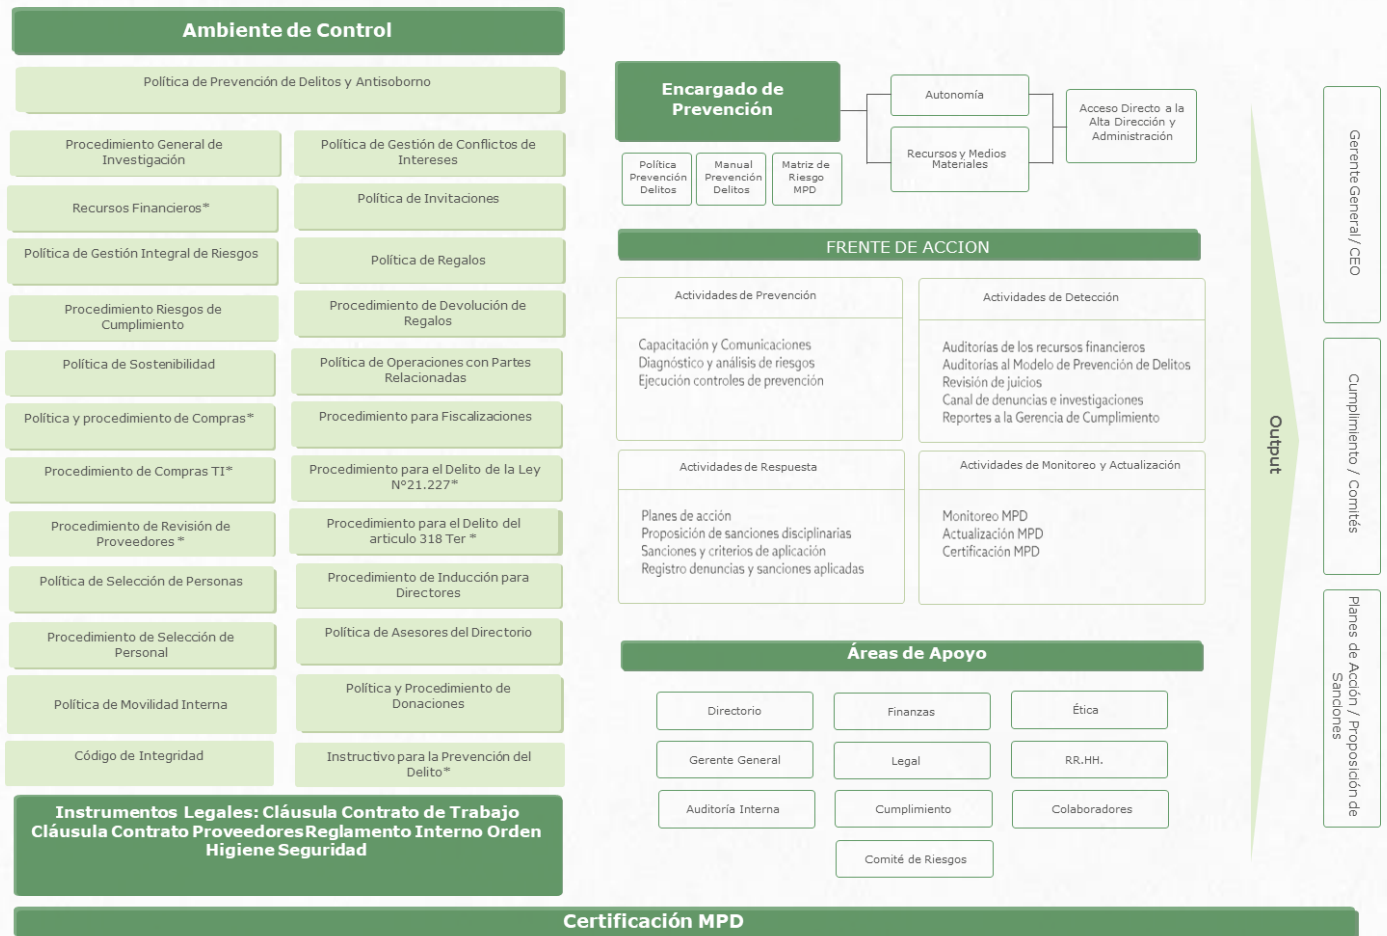 Ambiente de Control
Política de Prevención de Delitos y Antisoborno
Procedimiento General de
Investigación
Política de Gestión de Conflictos de
Intereses
Recursos Financieros*
Política de Invitaciones
Política de Gestión Integral de Riesgos
Política de Regalos
Procedimiento Riesgos de
Cumplimiento
Procedimiento de Devolución de
Regalos
Política de Sostenibilidad
Política de Operaciones con Partes
Relacionadas
Política y procedimiento de Compras*
Procedimiento para Fiscalizaciones
Procedimiento de Compras TI*
Procedimiento para el Delito de la Ley
N°21.227*
Procedimiento de Revisión de
Proveedores *
Procedimiento para el Delito del
articulo 318 Ter *
Política de Selección de Personas
Procedimiento de Inducción para
Directores
Procedimiento de Selección de
Personal
Política de Asesores del Directorio
Política de Movilidad Interna
Política y Procedimiento de
Donaciones
Código de Integridad
Instructivo para la Prevención del
Delito*
Instrumentos Legales: Cláusula Contrato de Trabajo
Cláusula Contrato ProveedoresReglamento Interno Orden
Higiene Seguridad
Encargado de
Prevención
Autonomía
Recursos y Medios
Materiales
Acceso Directo a la
Alta Dirección y
Administración
Política
Prevención
Delitos
Manual
Prevención
Delitos
Matriz de
Riesgo
MPD
FRENTE DE ACCION
Actividades de Prevención
Capacitación y Comunicaciones
Diagnóstico y análisis de riesgos
Ejecución controles de prevención
Actividades de Detección
Auditorías de los recursos financieros
Auditorías al Modelo de Prevención de Delitos
Revisión de juicios
Canal de denuncias e investigaciones
Reportes a la Gerencia de Cumplimiento
Actividades de Respuesta
Planes de acción
Proposición de sanciones disciplinarias
Sanciones y criterios de aplicación
Registro denuncias y sanciones aplicadas
Actividades de Monitoreo y Actualización
Monitoreo MPD
Actualización MPD
Certificación MPD
Áreas de Apoyo
Directorio
Finanzas
Ética
Gerente General
Legal
RR.HH.
Auditoría Interna
Cumplimiento
Colaboradores
Comité de Riesgos
Output
Gerente General / CEO
Cumplimiento / Comités
Planes de Acción / Proposición de
Sanciones
Certificación MPD